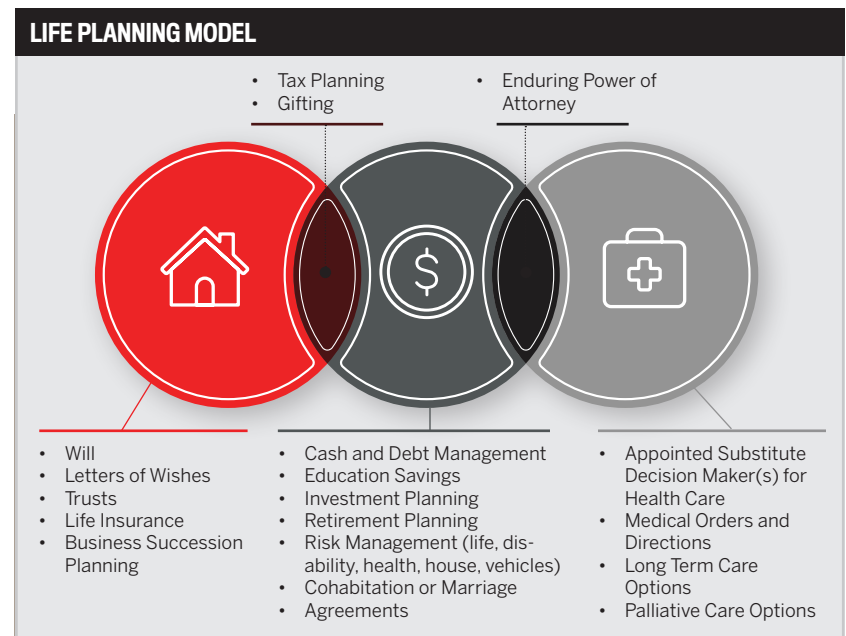 LIFE PLANNING MODEL
• Tax Planning
• Gifting
• Enduring Power of
Attorney
$
• Will
• Letters of Wishes
• Trusts
• Life Insurance
• Business Succession
Planning
• Cash and Debt Management
• Education Savings
• Investment Planning
• Retirement Planning
• Risk Management (life, dis-
ability, health, house, vehicles)
• Cohabitation or Marriage
• Agreements
• Appointed Substitute
Decision Maker(s) for
Health Care
• Medical Orders and
Directions
• Long Term Care
Options
• Palliative Care Options